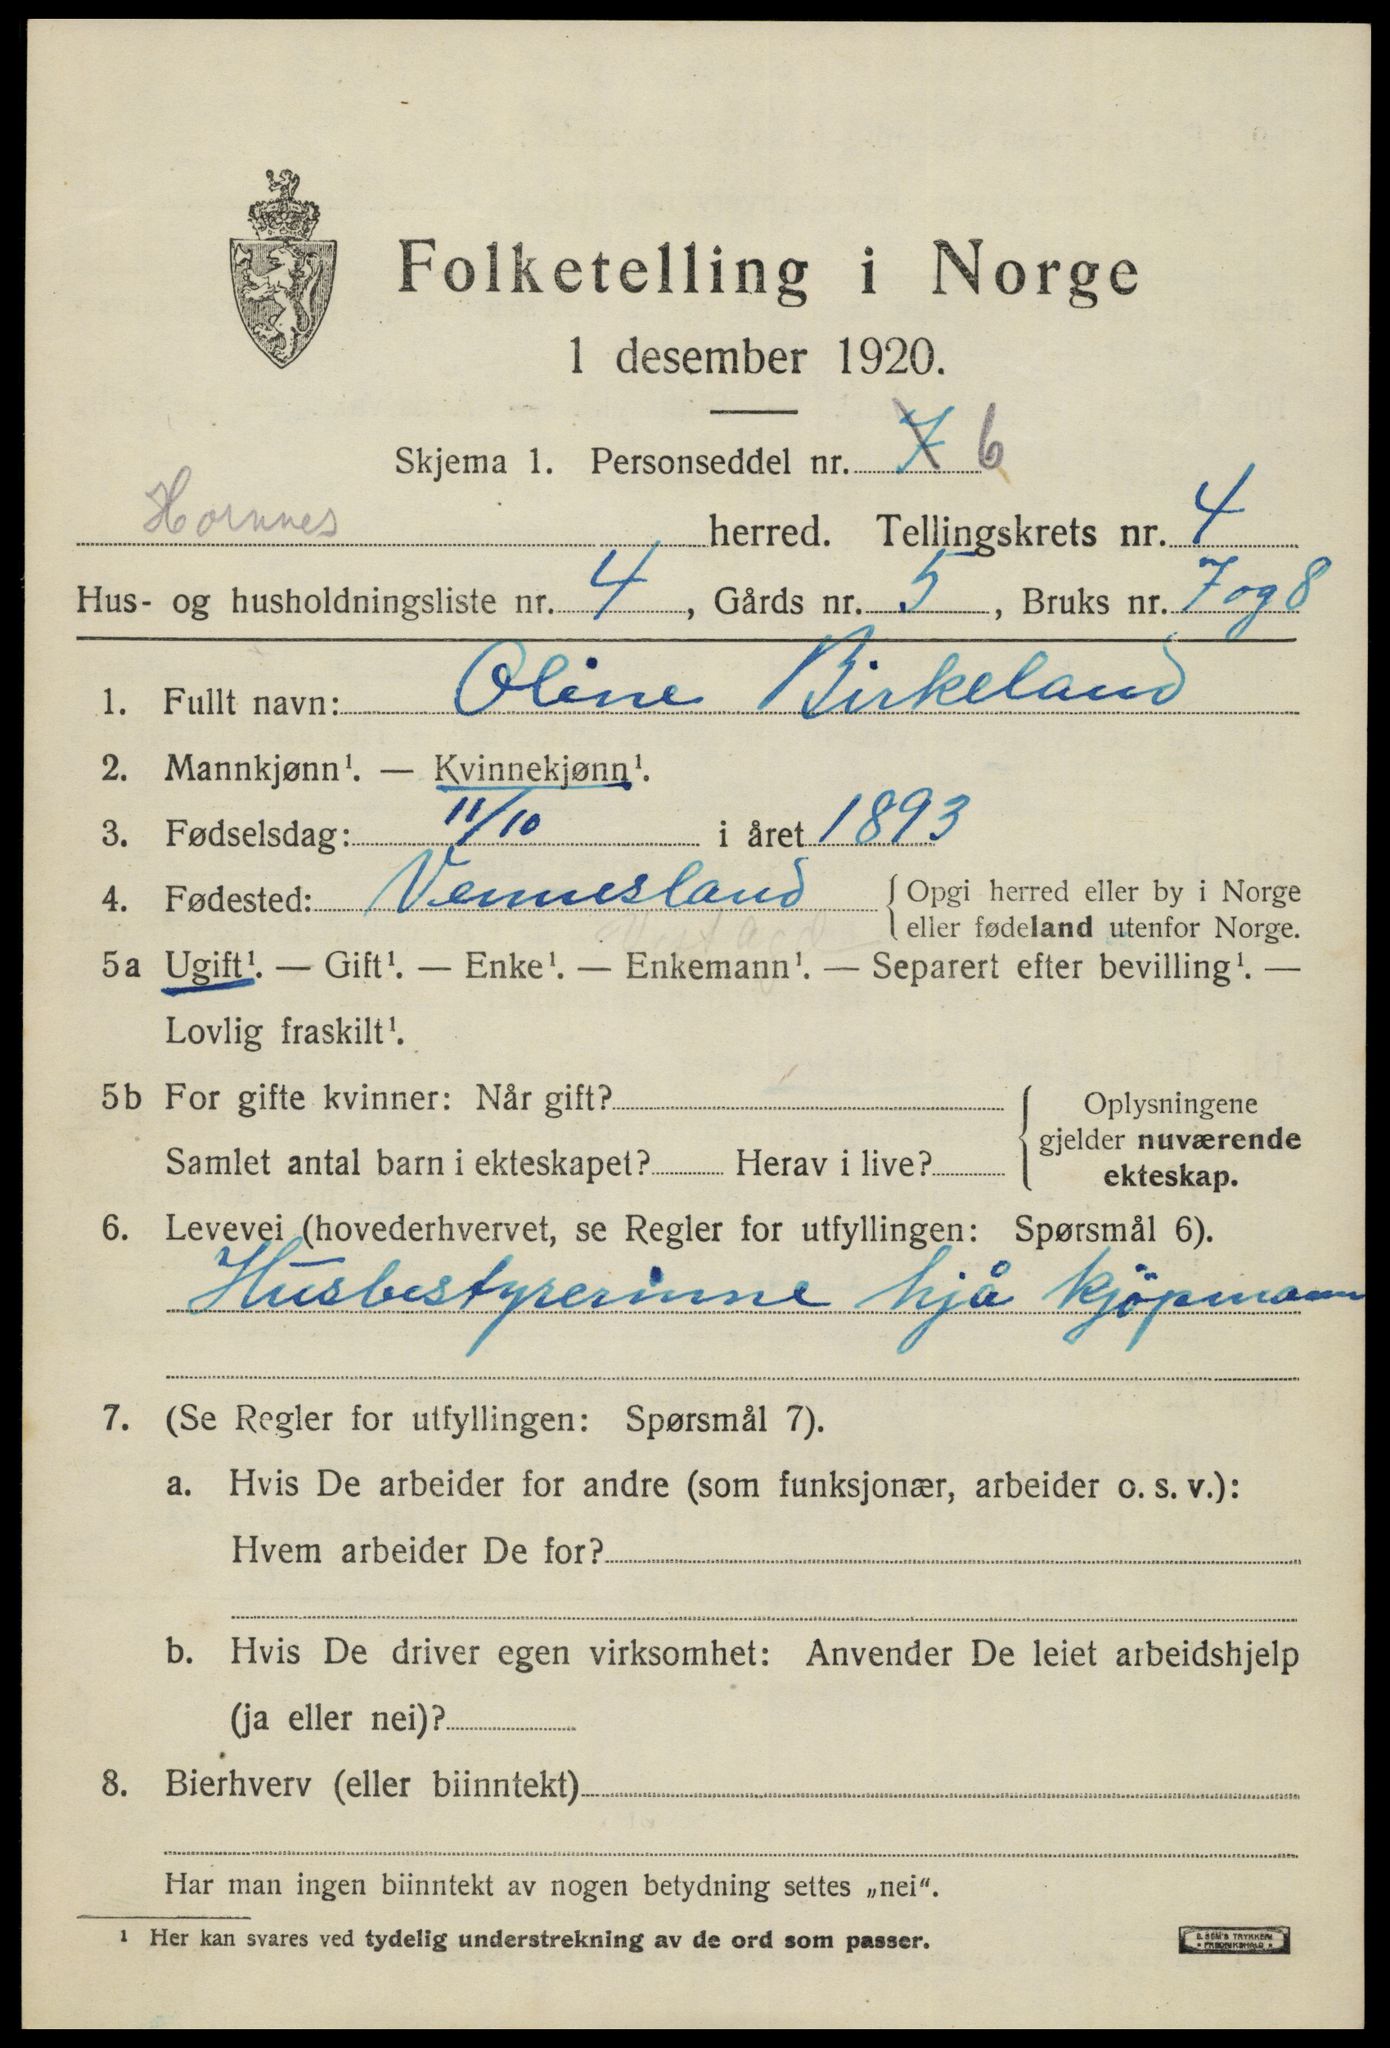 Folketelling i Norge
1 desember 1920.
Skjema 1. Personseddel nr. 7 6
Hornnes herred. Tellingskrets nr. 4
Hus- og husholdningsliste nr. 4, Gårds nr. 5, Bruks nr. 7 og 8
1. Fullt navn: Oline Birkeland
2. Mannkjønn¹. — Kvinnekjønn¹.
3. Fødselsdag: 11/10 i året 1893
4. Fødested: Vennesland {Opgi herred eller by i Norge
eller fødeland utenfor Norge.
Vest agd
5a Ugift¹. — Gift¹. — Enke¹. — Enkemann¹. — Separert efter bevilling¹. —
Lovlig fraskilt¹.
5b For gifte kvinner: Når gift? {Oplysningene
gjelder nuværende
Samlet antal barn i ekteskapet? Herav i live? ekteskap.
6. Levevei (hovederhvervet, se Regler for utfyllingen: Spørsmål 6).
Husbestyrerinne hjå kjöpmann
7. (Se Regler for utfyllingen: Spørsmål 7).
a. Hvis De arbeider for andre (som funksjonær, arbeider o. s. v.):
Hvem arbeider De for?
b. Hvis De driver egen virksomhet: Anvender De leiet arbeidshjelp
(ja eller nei)?
8. Bierhverv (eller biinntekt)
Har man ingen biinntekt av nogen betydning settes „nei“.
¹ Her kan svares ved tydelig understrekning av de ord som passer.
E. SEM'S TRYKKERI
* FREDRIKSHALD *